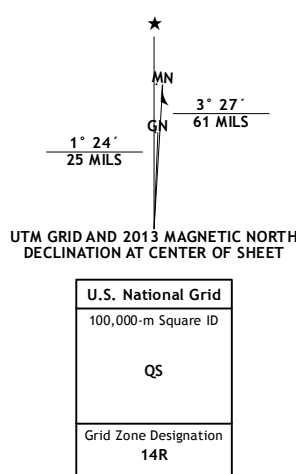 ★
MN
GN
3° 27´
61 MILS
1° 24´
25 MILS
UTM GRID AND 2013 MAGNETIC NORTH
DECLINATION AT CENTER OF SHEET
U.S. National Grid
100,000-m Square ID
QS
Grid Zone Designation
14R